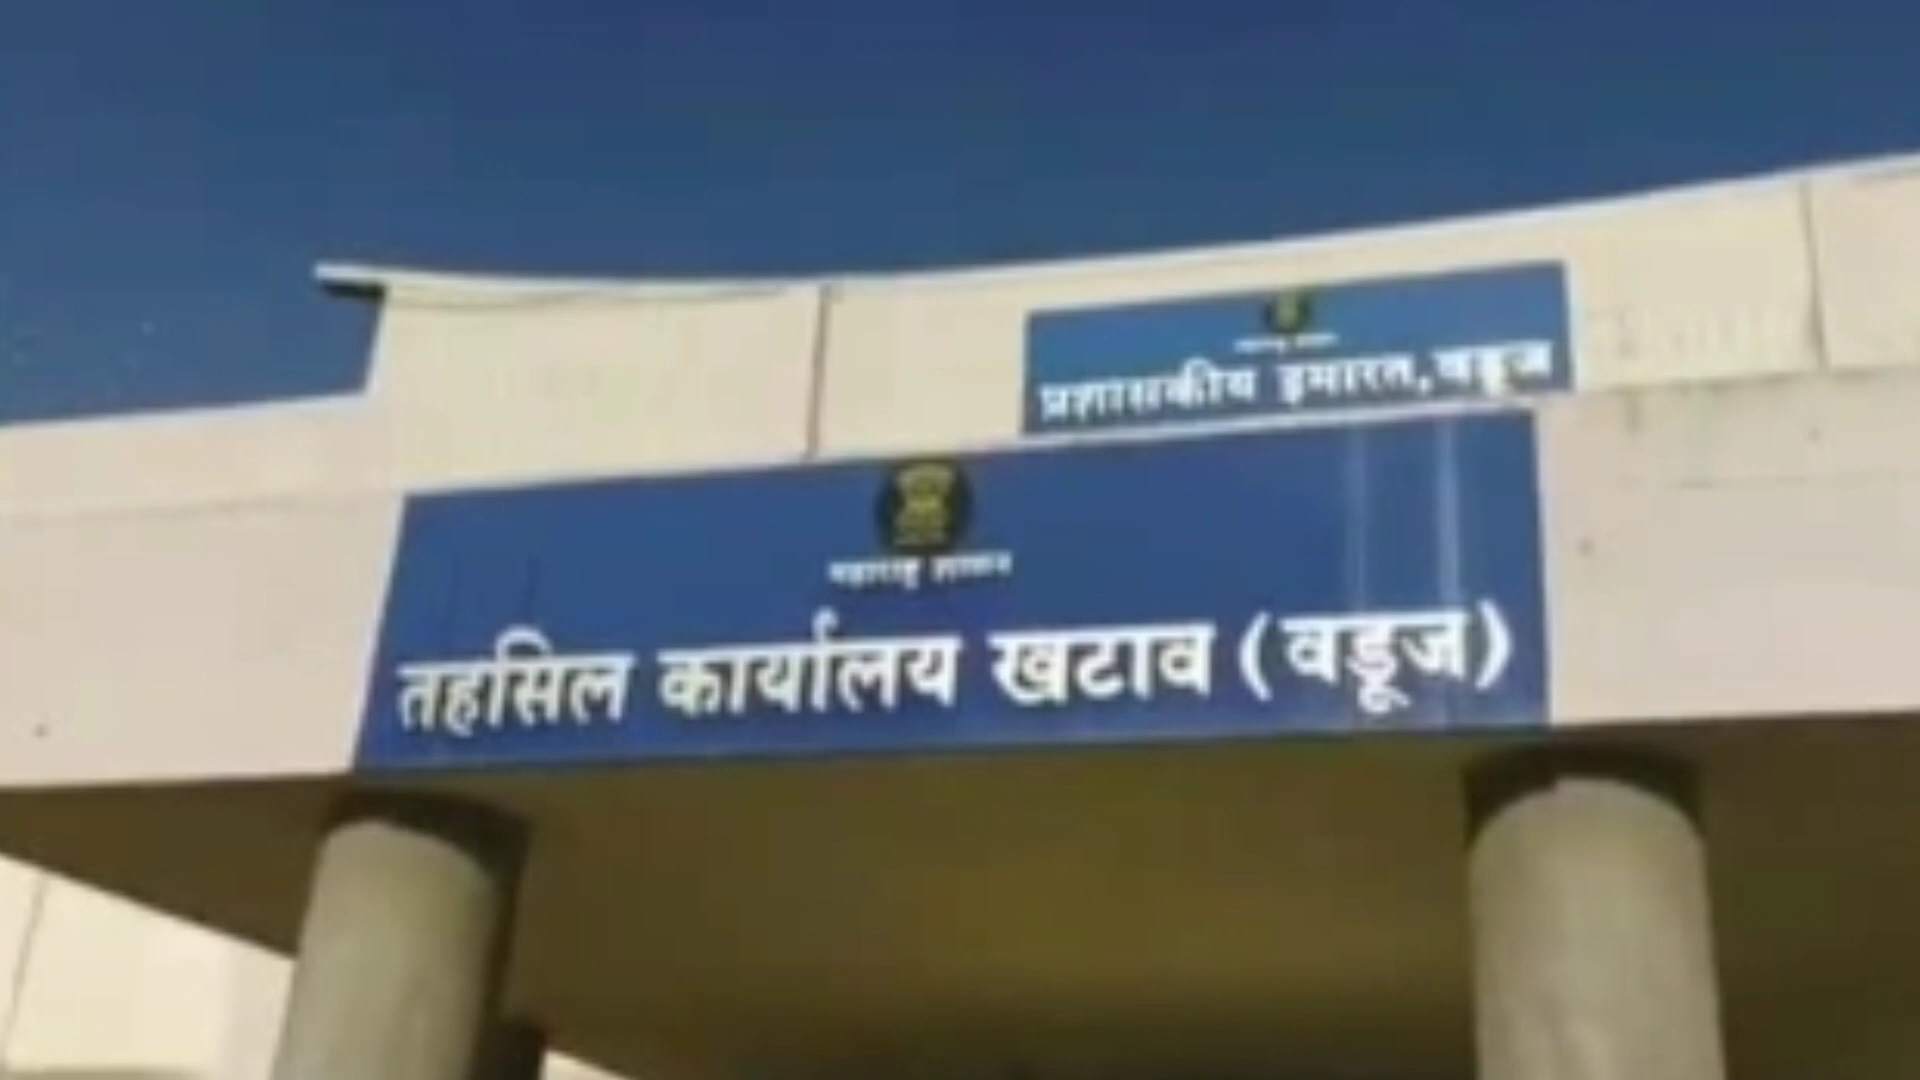 प्रशासकीय इमारत, वडूज
महाराष्ट्र शासन
तहसिल कार्यालय खटाव (वडूज)